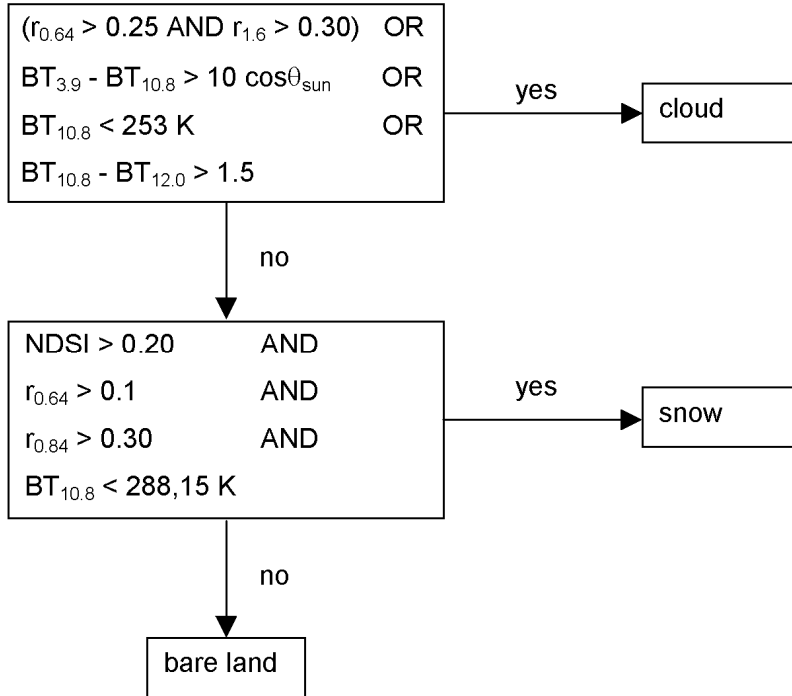 (r₀.₆₄ > 0.25 AND r₁.₆ > 0.30) OR
BT₃.₉ - BT₁₀.₈ > 10 cosθsun OR
BT₁₀.₈ < 253 K OR
BT₁₀.₈ - BT₁₂.₀ > 1.5
yes
cloud
no
NDSI > 0.20 AND
r₀.₆₄ > 0.1 AND
r₀.₈₄ > 0.30 AND
BT₁₀.₈ < 288,15 K
yes
snow
no
bare land